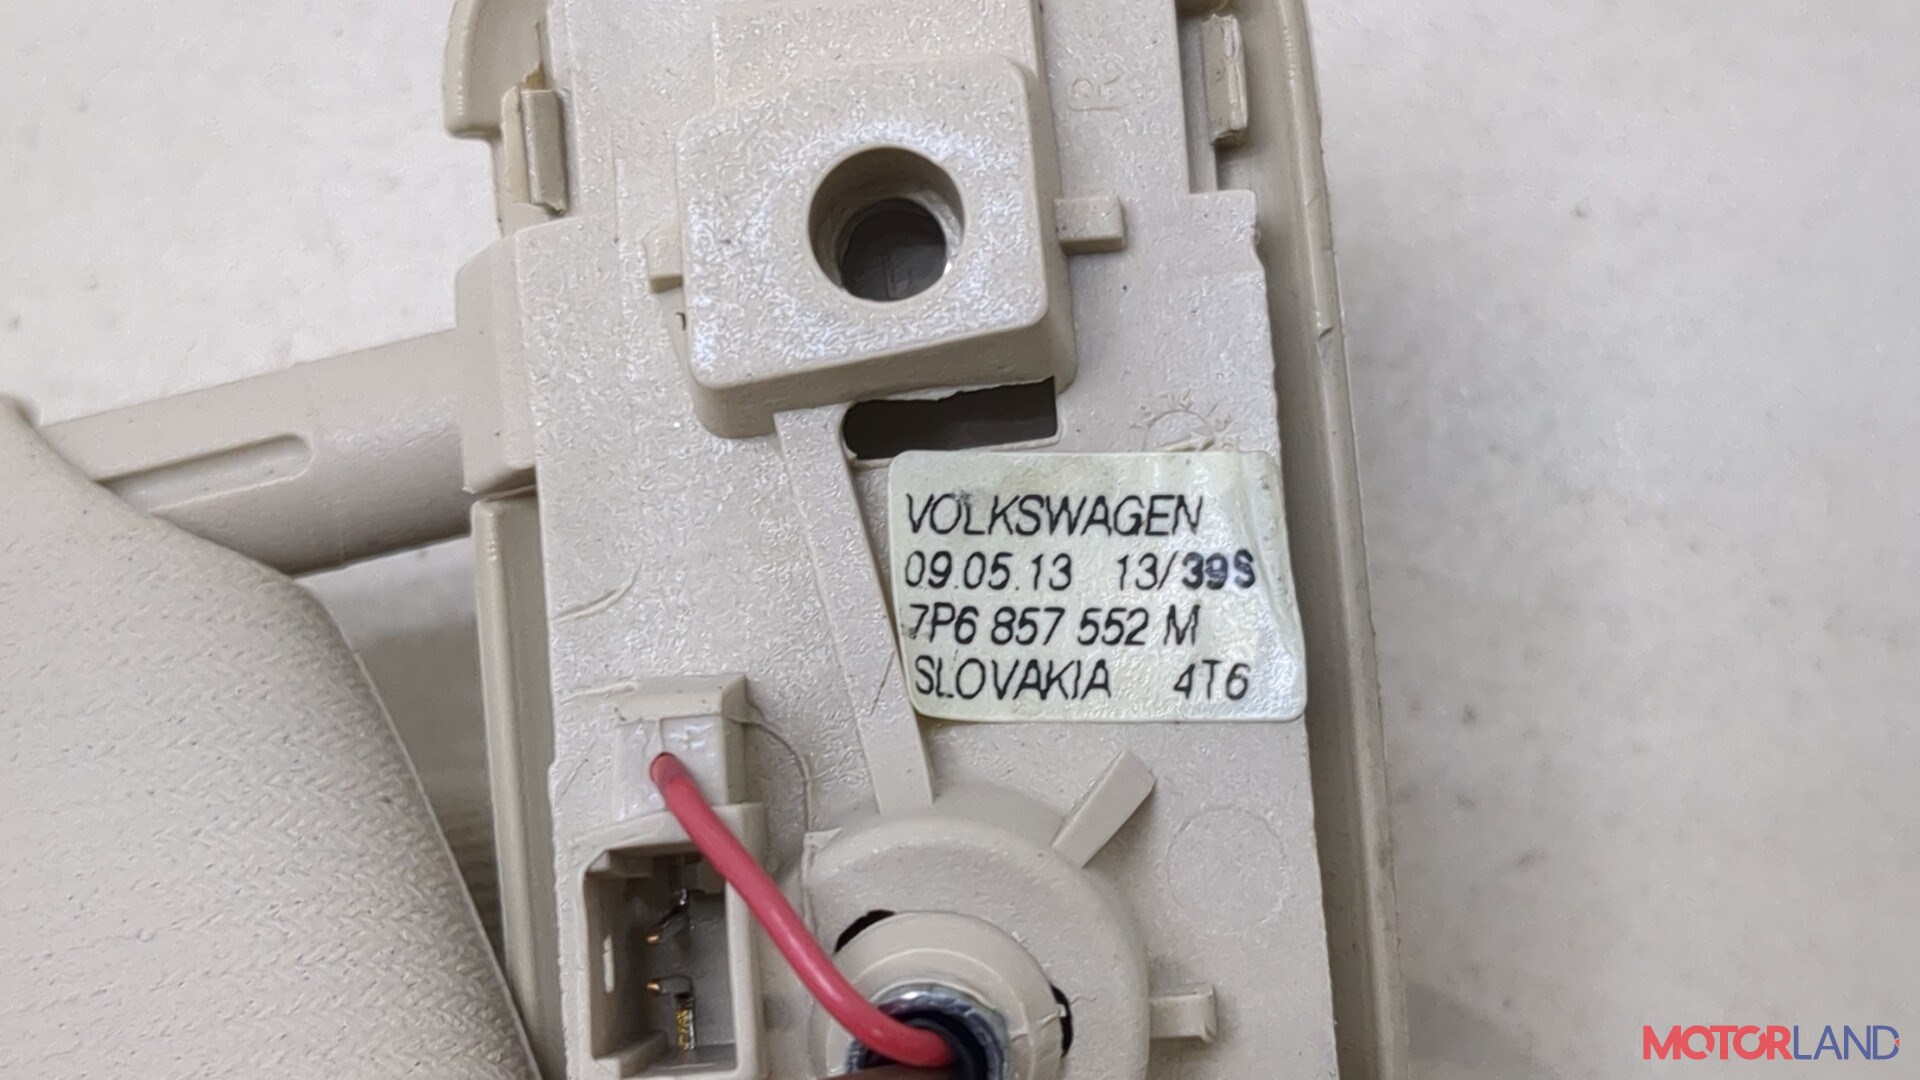 R
VOLKSWAGEN
09.05.13 13/39S
7P6 857 552 M
SLOVAKIA 4T6
MOTORLAND